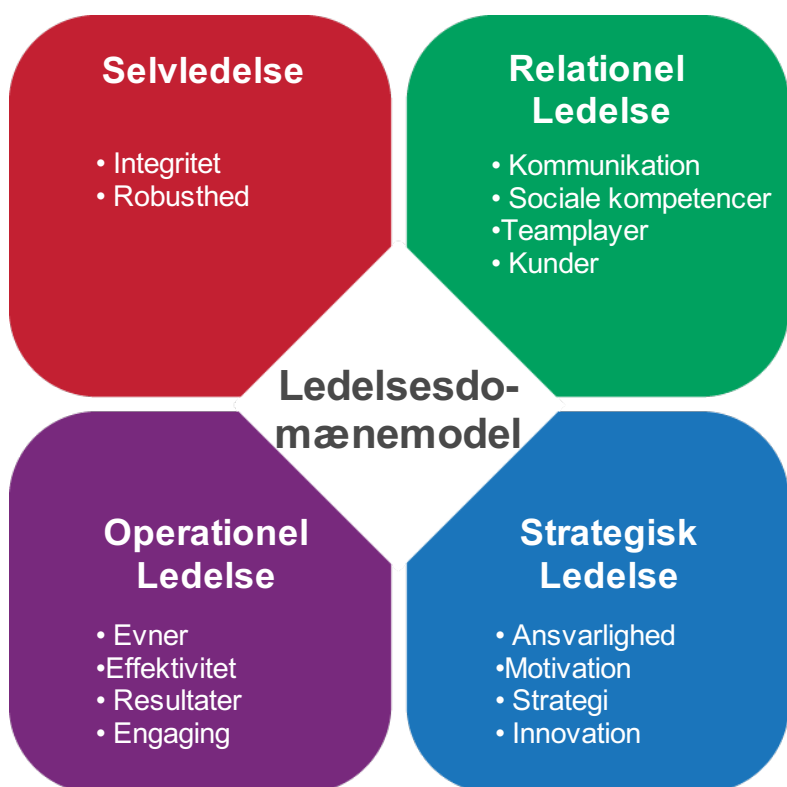 Selvledelse
• Integritet
• Robusthed
Relationel
Ledelse
• Kommunikation
• Sociale kompetencer
•Teamplayer
• Kunder
Ledelsesdo-
mænemodel
Operationel
Ledelse
• Evner
•Effektivitet
• Resultater
• Engaging
Strategisk
Ledelse
• Ansvarlighed
•Motivation
• Strategi
• Innovation